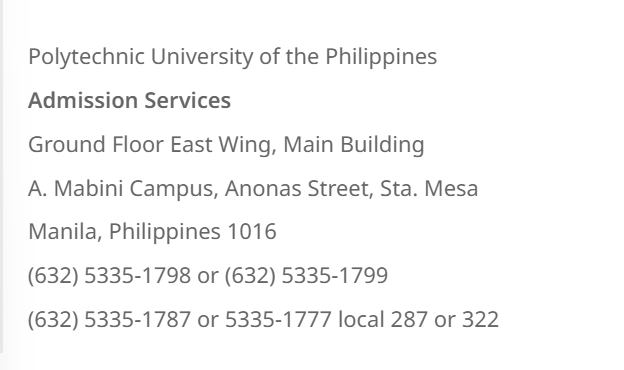 Polytechnic University of the Philippines
Admission Services
Ground Floor East Wing, Main Building
A. Mabini Campus, Anonas Street, Sta. Mesa
Manila, Philippines 1016
(632) 5335-1798 or (632) 5335-1799
(632) 5335-1787 or 5335-1777 local 287 or 322